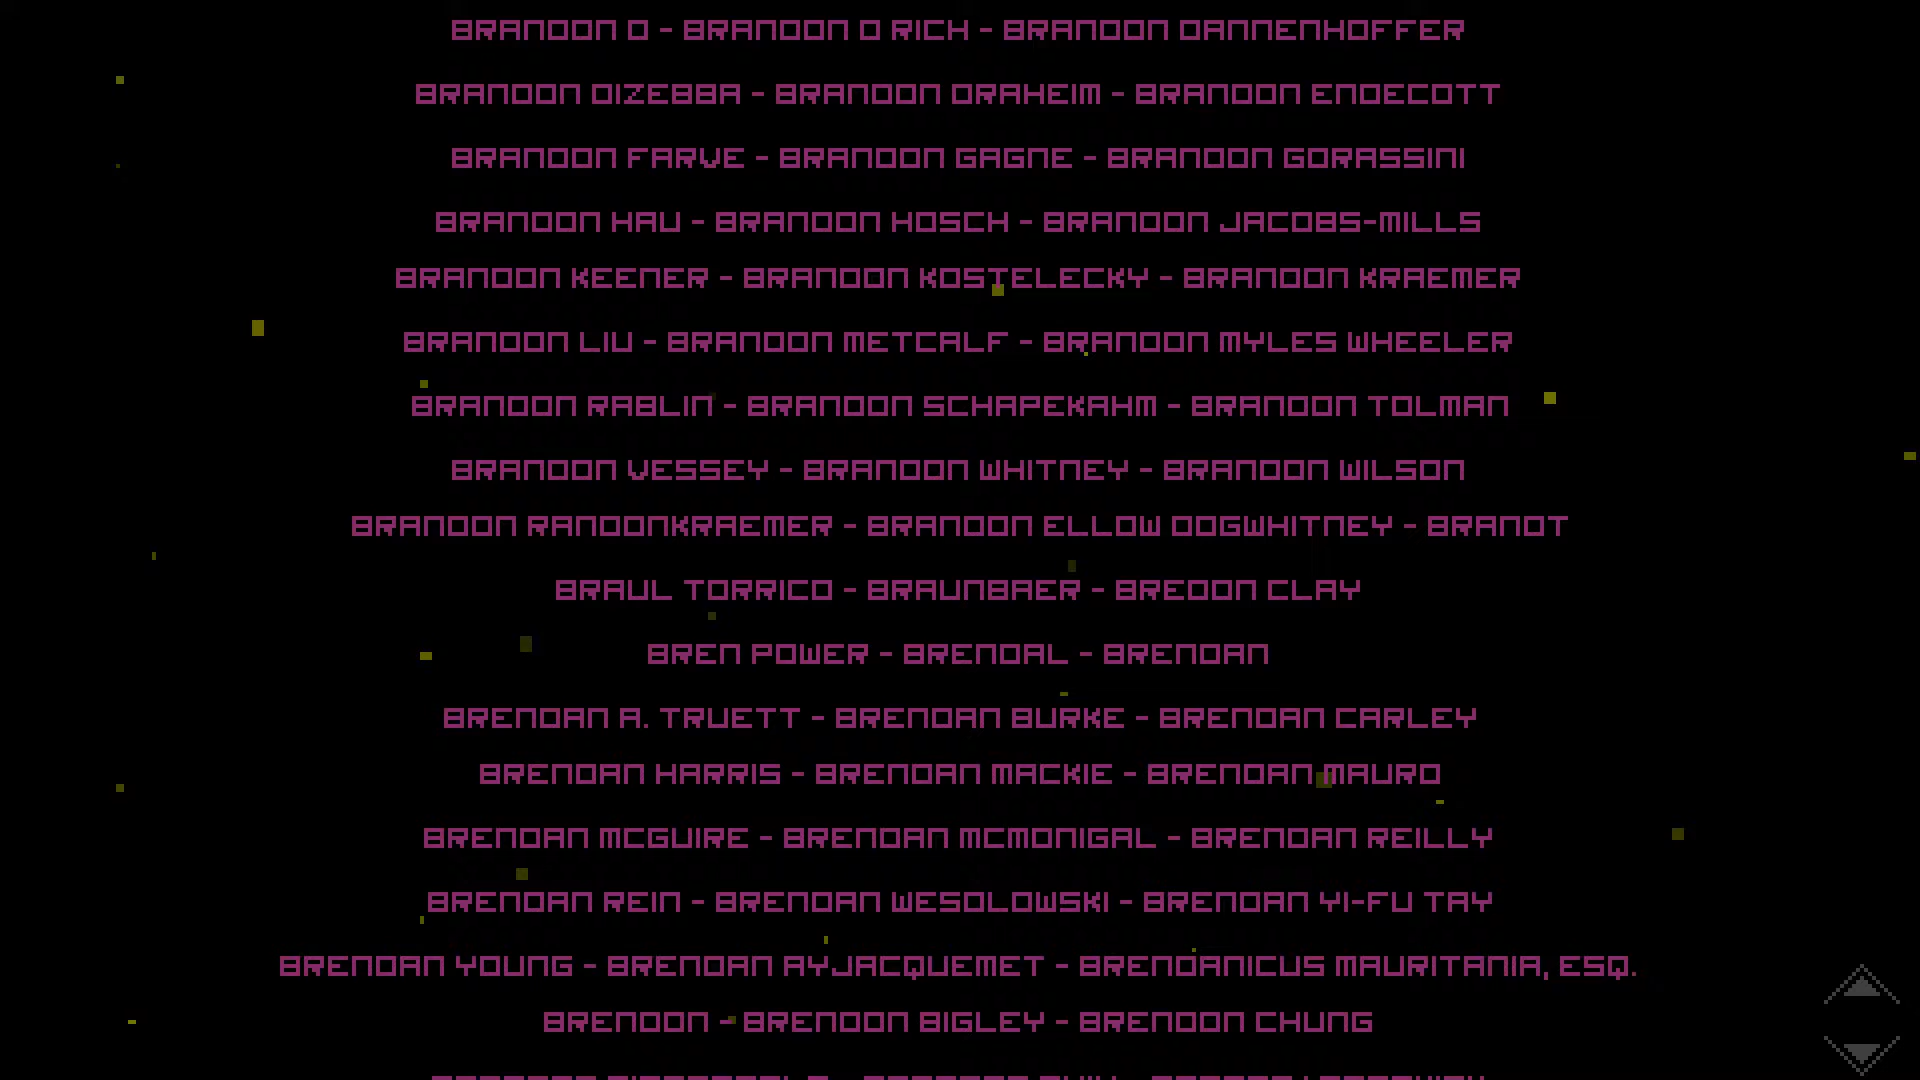 BRANDON D - BRANDON D RICH - BRANDON DANNENHOFFER
BRANDON DIZEBBA - BRANDON DRAHEIM - BRANDON ENDECOTT
BRANDON FARVE - BRANDON GAGNE - BRANDON GORASSINI
BRANDON HAU - BRANDON HOSCH - BRANDON JACOBS-MILLS
BRANDON KEENER - BRANDON KOSTELECKY - BRANDON KRAEMER
BRANDON LIU - BRANDON METCALF - BRANDON MYLES WHEELER
BRANDON RABLIN - BRANDON SCHAPEKAHM - BRANDON TOLMAN
BRANDON VESSEY - BRANDON WHITNEY - BRANDON WILSON
BRANDON RANDONKRAEMER - BRANDON ELLOW DOGWHITNEY - BRANDT
BRAUL TORRICO - BRAUNBAER - BREDON CLAY
BREN POWER - BRENDAL - BRENDAN
BRENDAN A. TRUETT - BRENDAN BURKE - BRENDAN CARLEY
BRENDAN HARRIS - BRENDAN MACKIE - BRENDAN MAURO
BRENDAN MCGUIRE - BRENDAN MCMONIGAL - BRENDAN REILLY
BRENDAN REIN - BRENDAN WESOLOWSKI - BRENDAN YI-FU TAY
BRENDAN YOUNG - BRENDAN AYJACQUEMET - BRENDANICUS MAURITANIA, ESQ.
BRENDON - BRENDON BIGLEY - BRENDON CHUNG